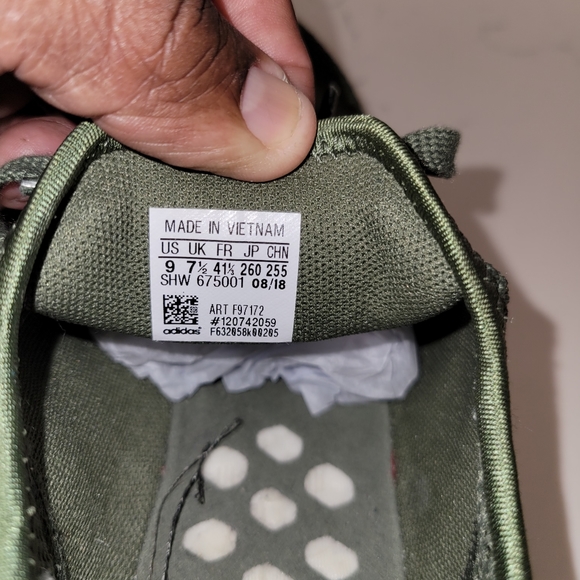 MADE IN VIETNAM
US UK FR JP CHN
9 7½ 41⅓ 260 255
SHW 675001 08/18
ART F97172
#120742059
adidas F632058k00205